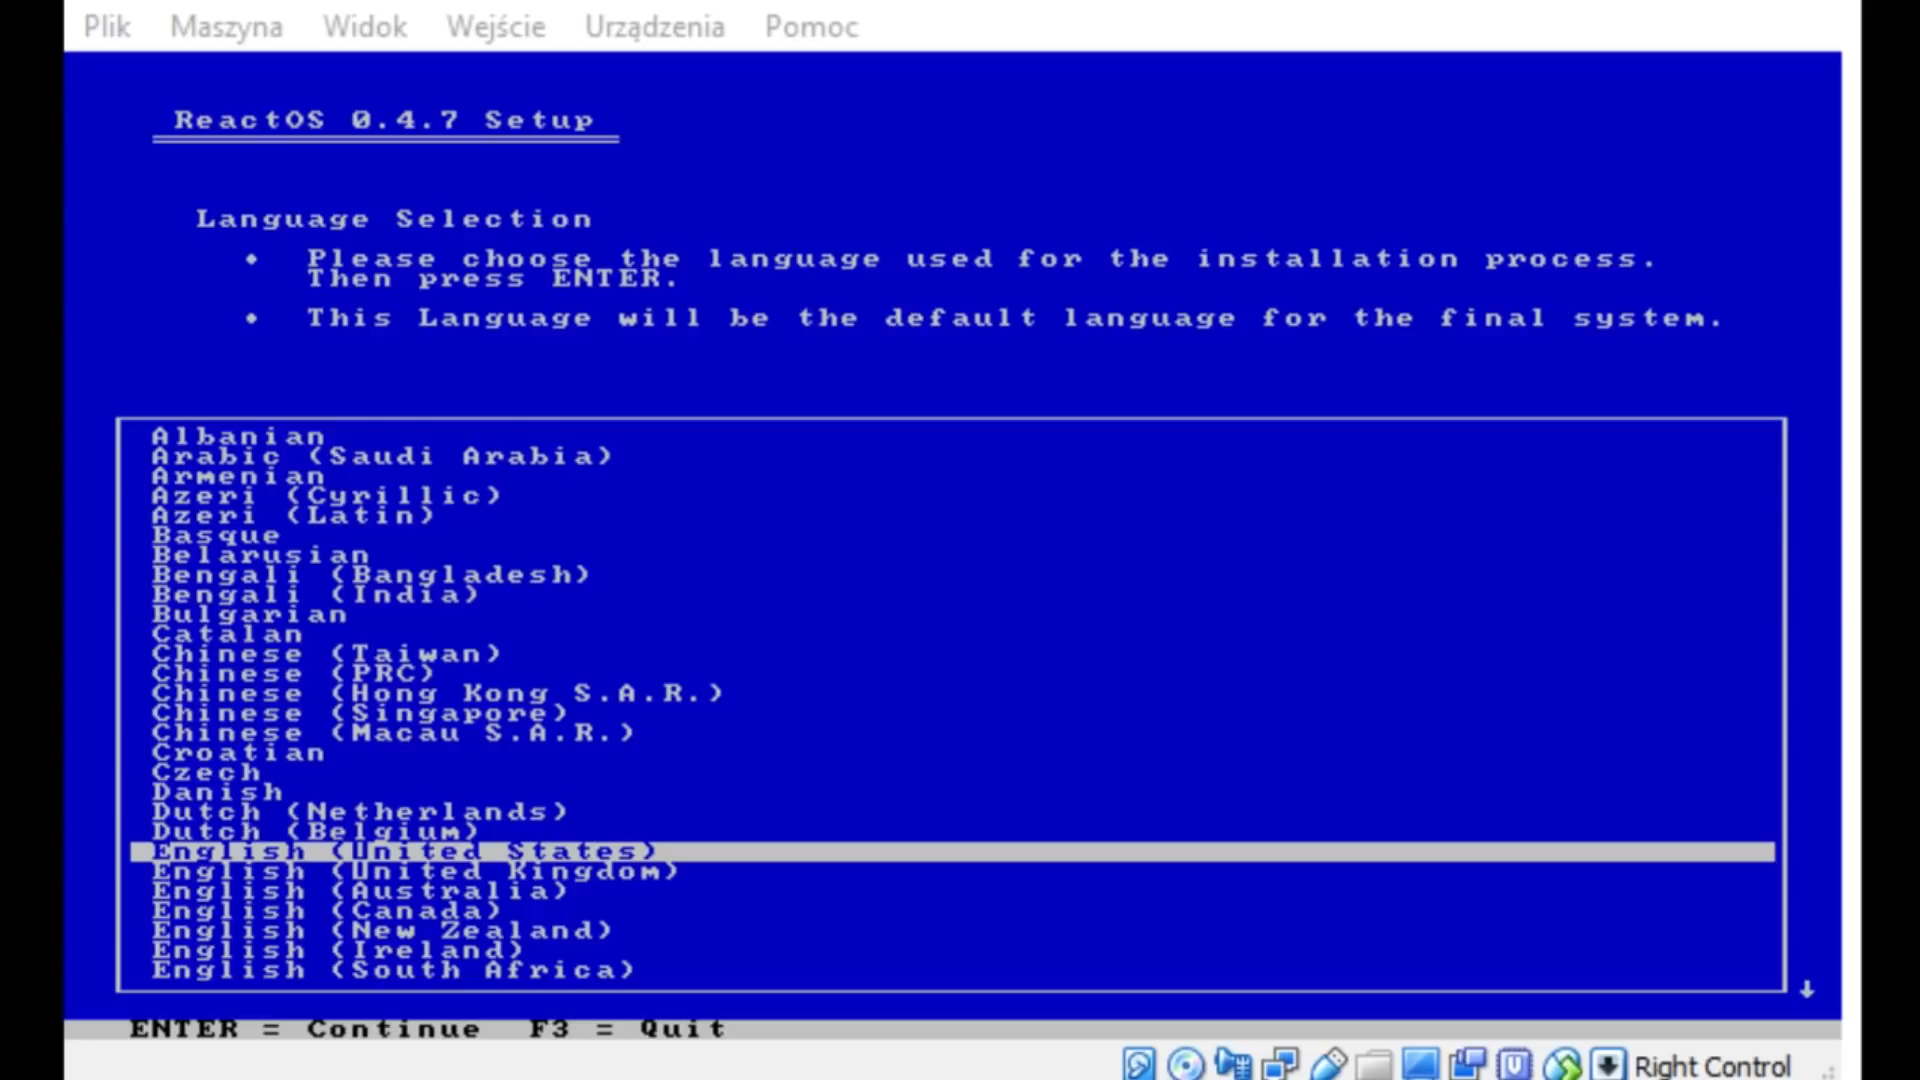 Plik Maszyna Widok Wejście Urządzenia Pomoc
ReactOS 0.4.7 Setup
Language Selection
• Please choose the language used for the installation process.
Then press ENTER.
• This Language will be the default language for the final system.
Albanian
Arabic (Saudi Arabia)
Armenian
Azeri (Cyrillic)
Azeri (Latin)
Basque
Belarusian
Bengali (Bangladesh)
Bengali (India)
Bulgarian
Catalan
Chinese (Taiwan)
Chinese (PRC)
Chinese (Hong Kong S.A.R.)
Chinese (Singapore)
Chinese (Macau S.A.R.)
Croatian
Czech
Danish
Dutch (Netherlands)
Dutch (Belgium)
English (United States)
English (United Kingdom)
English (Australia)
English (Canada)
English (New Zealand)
English (Ireland)
English (South Africa)
ENTER = Continue F3 = Quit
Right Control